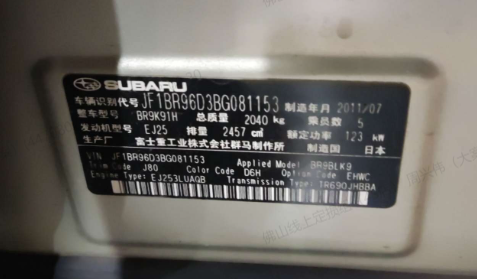 SUBARU
车辆识别代号 JF1BR96D3BG081153 制造年月 2011/07
整车型号 BR9K91H 总质量 2040 kg 乘员数 5
发动机型号 EJ25 排量 2457 ㎤ 额定功率 123 kW
生产厂 富士重工业株式会社群马制作所 制造国 日本
VIN JF1BR96D3BG081153 Applied Model BR9BLK9
Trim Code J80 Color Code D6H Option Code EHWC
Engine Type EJ253LUAQB Transmission Type TR690JHBBA